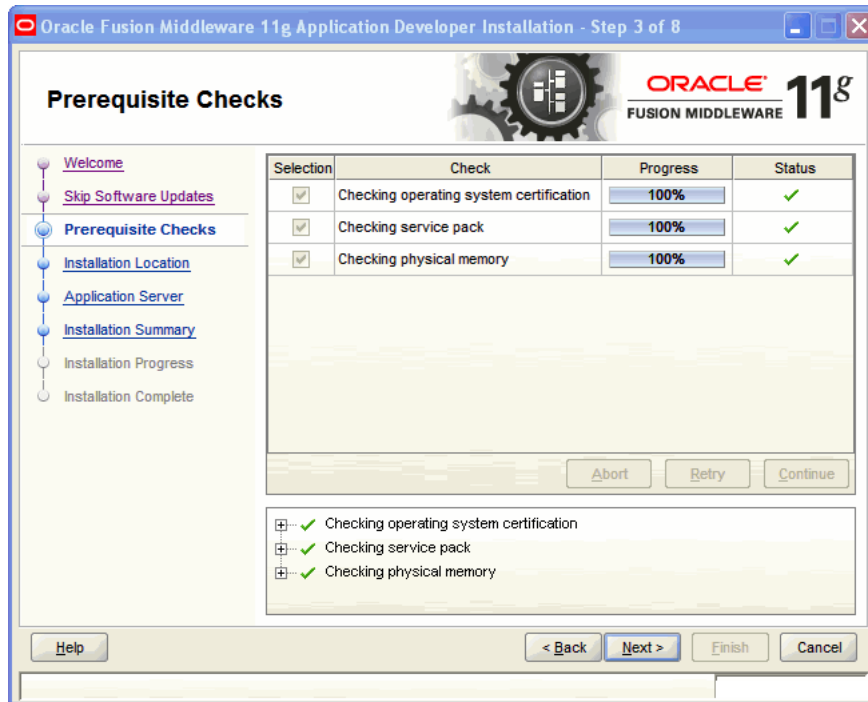 Oracle Fusion Middleware 11g Application Developer Installation - Step 3 of 8
Prerequisite Checks
ORACLE
FUSION MIDDLEWARE
11g
Welcome
Skip Software Updates
Prerequisite Checks
Installation Location
Application Server
Installation Summary
Installation Progress
Installation Complete
Selection Check Progress Status
Checking operating system certification 100%
Checking service pack 100%
Checking physical memory 100%
Abort Retry Continue
Checking operating system certification
Checking service pack
Checking physical memory
Help < Back Next > Finish Cancel